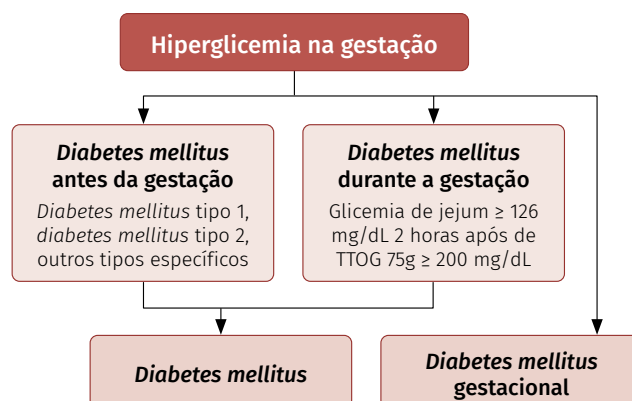 Hiperglicemia na gestação
Diabetes mellitus
antes da gestação
Diabetes mellitus tipo 1,
diabetes mellitus tipo 2,
outros tipos específicos
Diabetes mellitus
durante a gestação
Glicemia de jejum ≥ 126
mg/dL 2 horas após de
TTOG 75g ≥ 200 mg/dL
Diabetes mellitus
Diabetes mellitus
gestacional